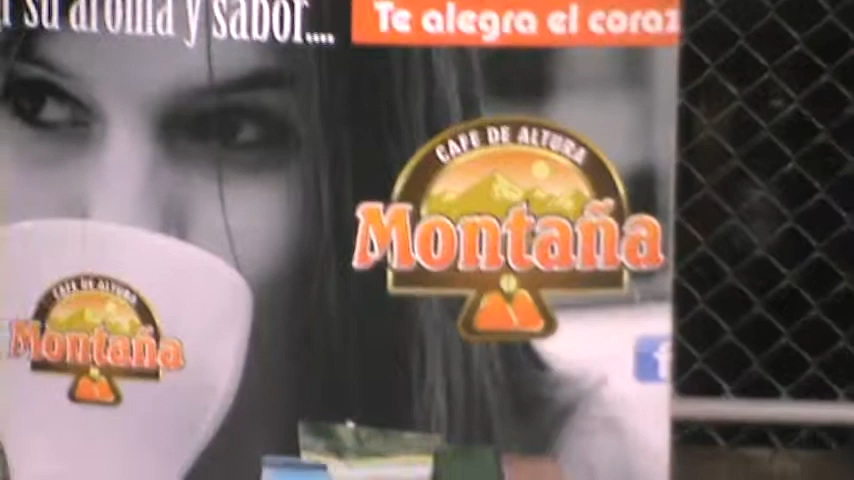 su aroma y sabor....
Te alegra el coraz
CAFE DE ALTURA
Montaña
CAFE DE ALTURA
Montaña
f